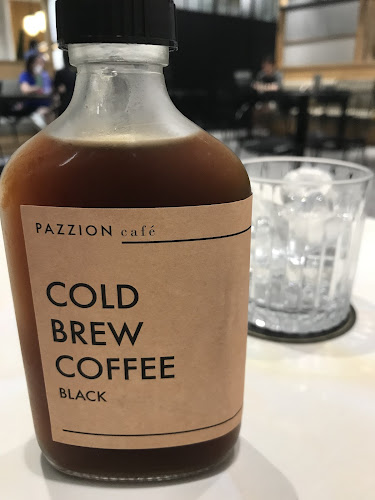 PAZZION café
COLD
BREW
COFFEE
BLACK